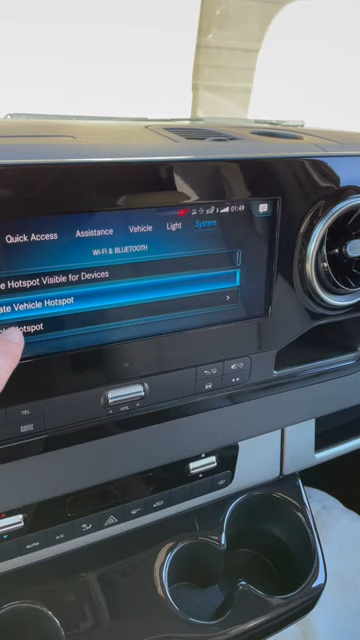 01:49
Quick Access Assistance Vehicle Light System
WI-FI & BLUETOOTH
e Hotspot Visible for Devices
ate Vehicle Hotspot
Hotspot
TEL
VOL
AUTO A/C